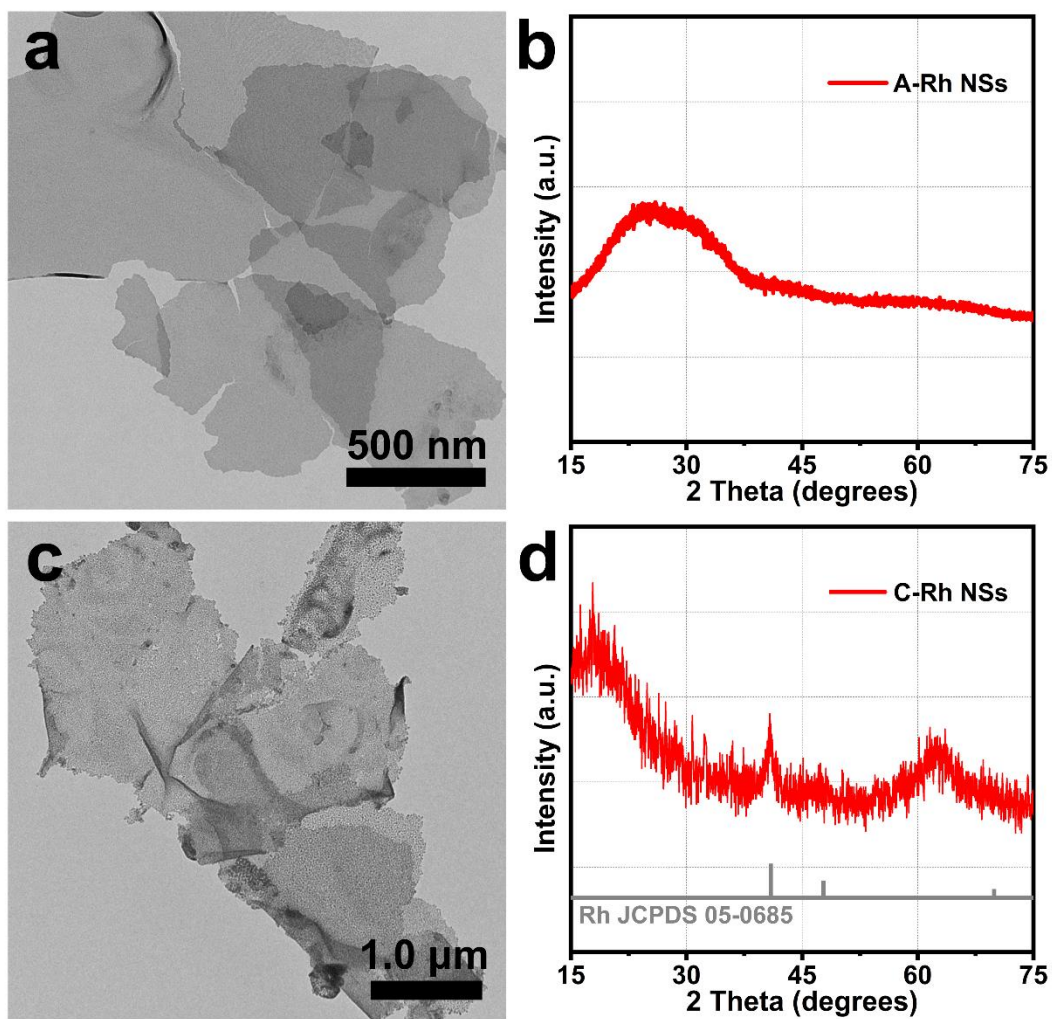 a
500 nm
b
A-Rh NSs
Intensity (a.u.)
15 30 45 60 75
2 Theta (degrees)
c
1.0 μm
d
C-Rh NSs
Intensity (a.u.)
Rh JCPDS 05-0685
15 30 45 60 75
2 Theta (degrees)